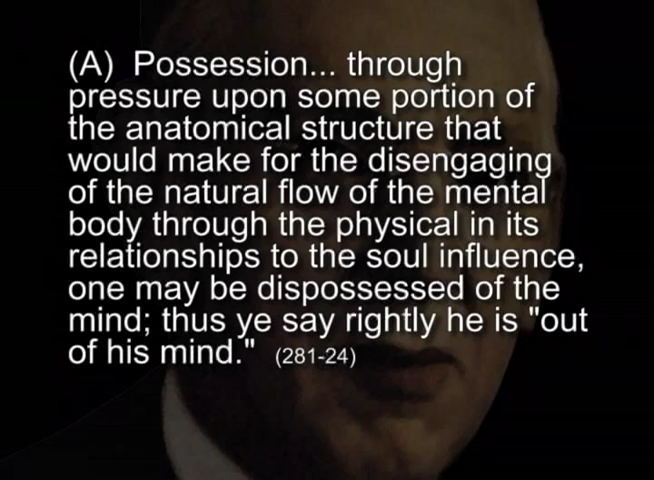 (A) Possession... through
pressure upon some portion of
the anatomical structure that
would make for the disengaging
of the natural flow of the mental
body through the physical in its
relationships to the soul influence,
one may be dispossessed of the
mind; thus ye say rightly he is "out
of his mind." (281-24)